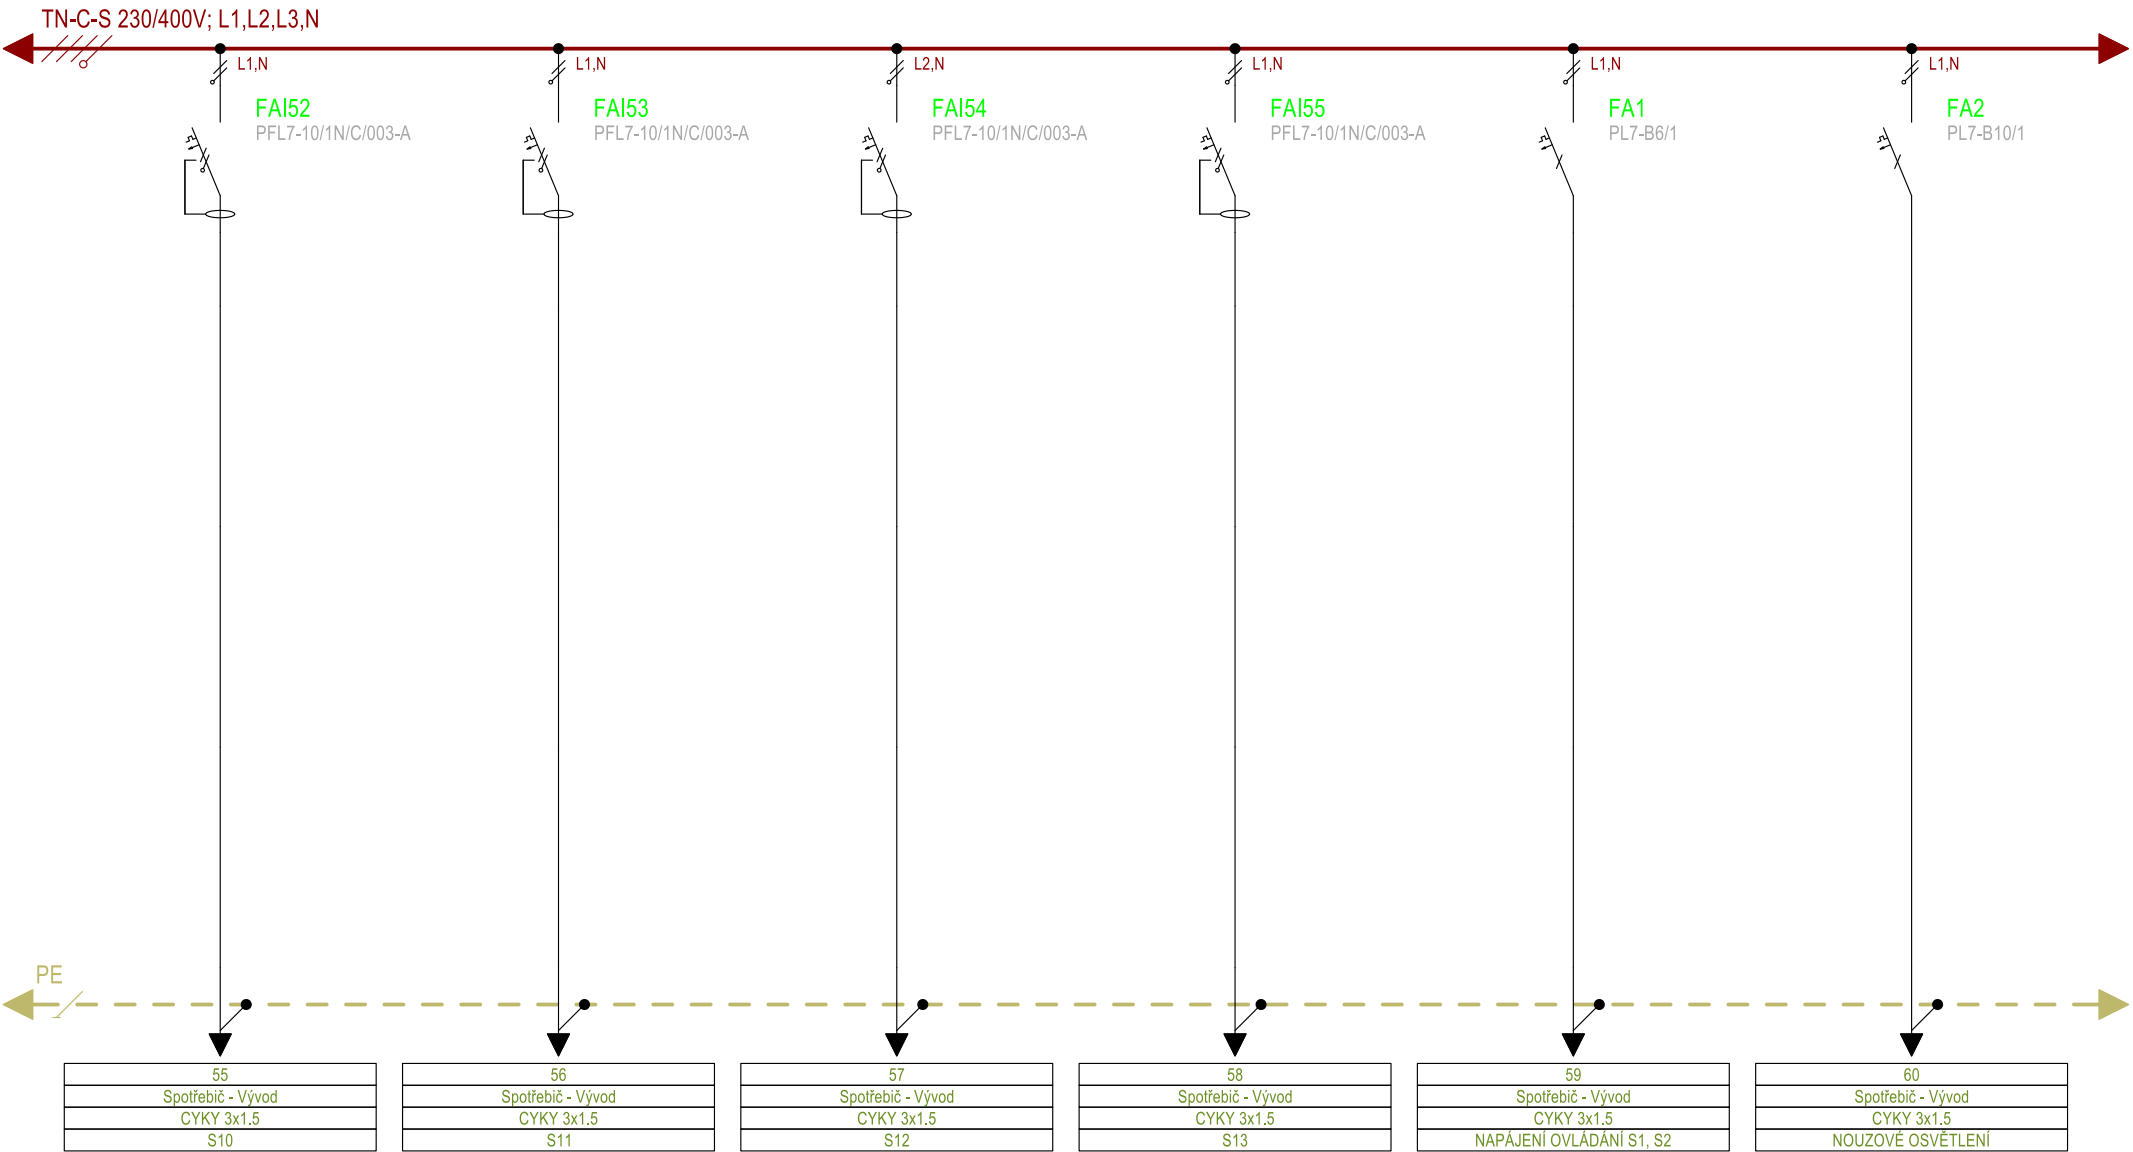 TN-C-S 230/400V; L1,L2,L3,N
L1,N
L1,N
L2,N
L1,N
L1,N
L1,N
FAI52
PFL7-10/1N/C/003-A
FAI53
PFL7-10/1N/C/003-A
FAI54
PFL7-10/1N/C/003-A
FAI55
PFL7-10/1N/C/003-A
FA1
PL7-B6/1
FA2
PL7-B10/1
PE
55
Spotřebič - Vývod
CYKY 3x1.5
S10
56
Spotřebič - Vývod
CYKY 3x1.5
S11
57
Spotřebič - Vývod
CYKY 3x1.5
S12
58
Spotřebič - Vývod
CYKY 3x1.5
S13
59
Spotřebič - Vývod
CYKY 3x1.5
NAPÁJENÍ OVLÁDÁNÍ S1, S2
60
Spotřebič - Vývod
CYKY 3x1.5
NOUZOVÉ OSVĚTLENÍ